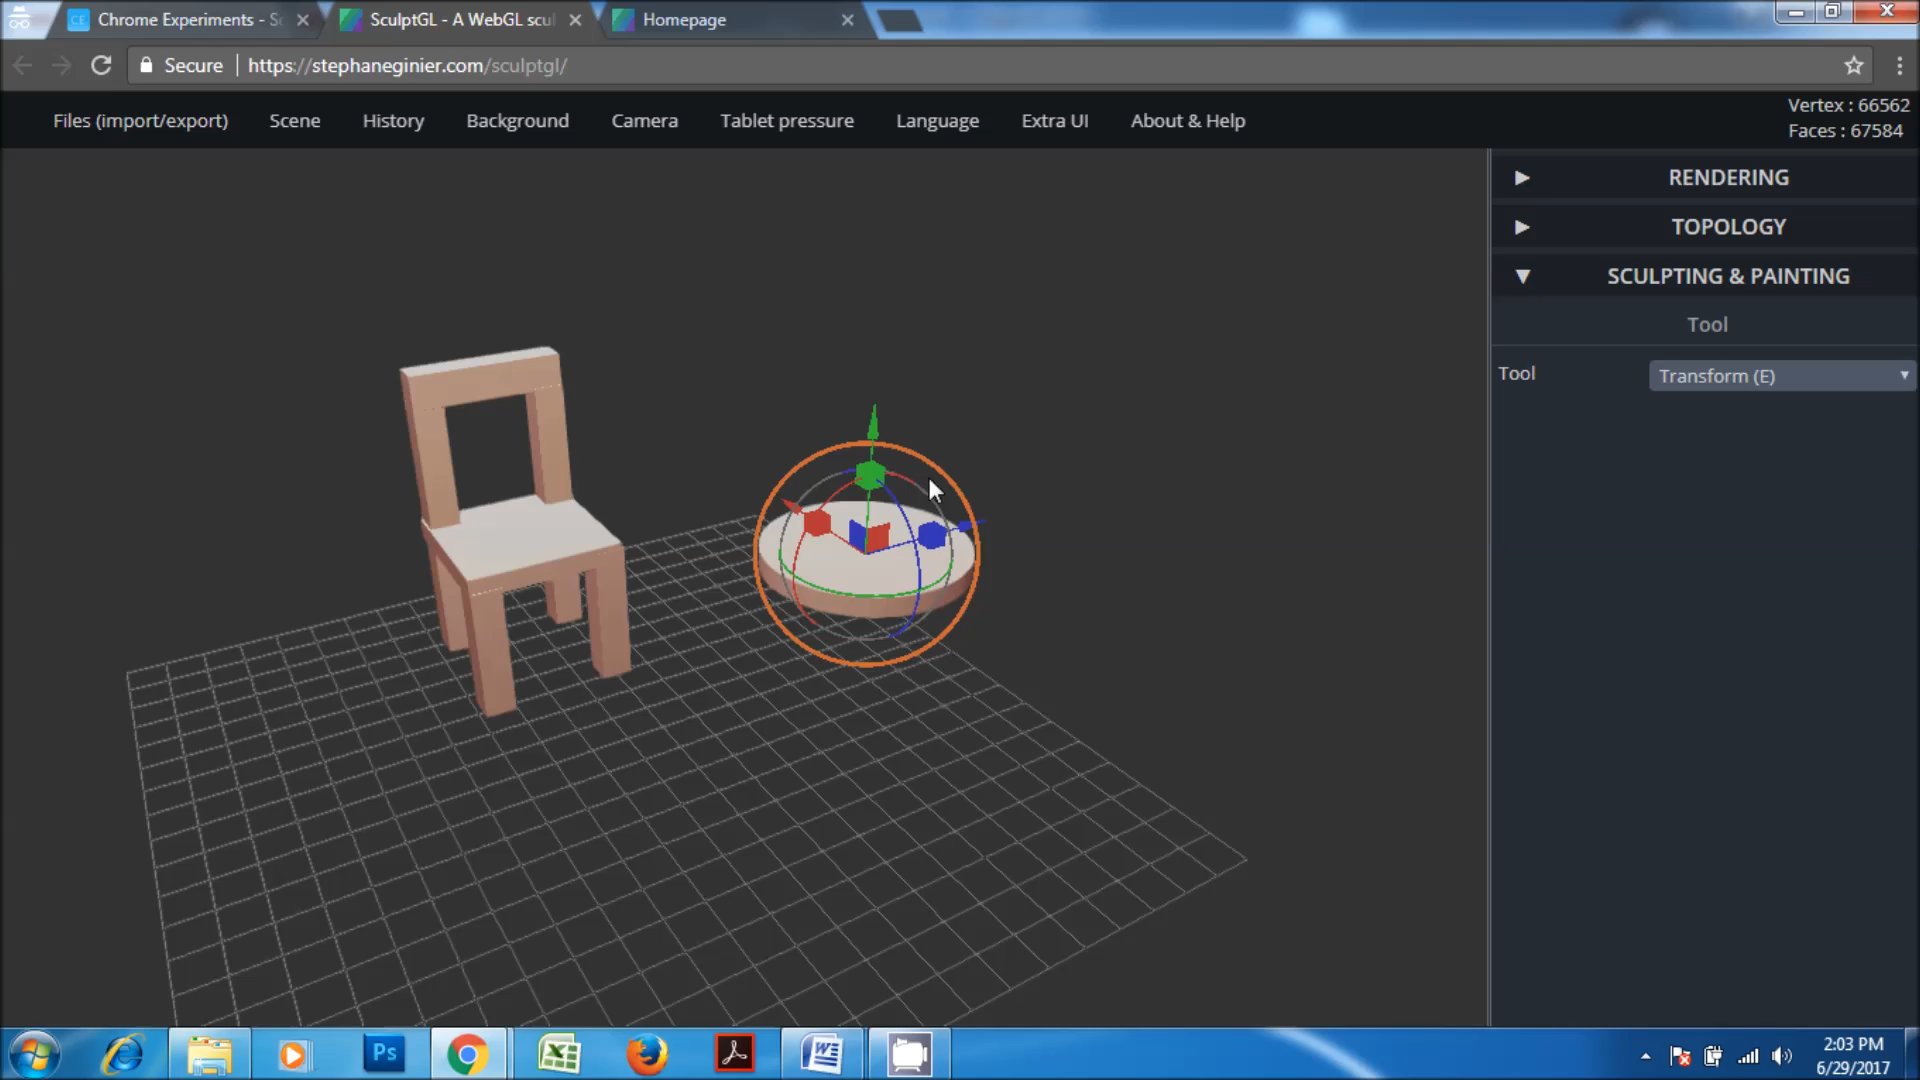 Chrome Experiments - Sc
SculptGL - A WebGL scul
Homepage
Secure
https://stephaneginier.com/sculptgl/
Files (import/export)
Scene
History
Background
Camera
Tablet pressure
Language
Extra UI
About & Help
Vertex : 66562
Faces : 67584
RENDERING
TOPOLOGY
SCULPTING & PAINTING
Tool
Tool
Transform (E)
CE
Ps
2:03 PM
6/29/2017